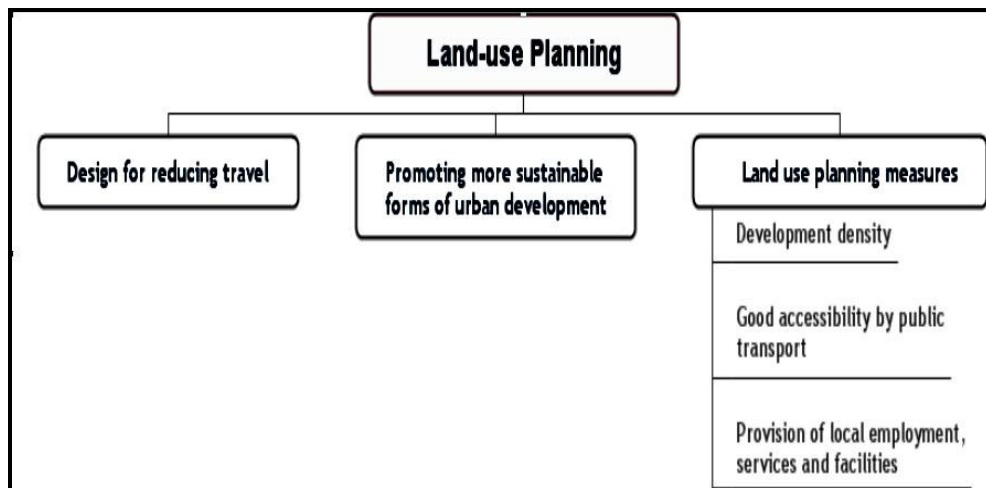 Land-use Planning
Design for reducing travel
Promoting more sustainable
forms of urban development
Land use planning measures
Development density
Good accessibility by public
transport
Provision of local employment,
services and facilities